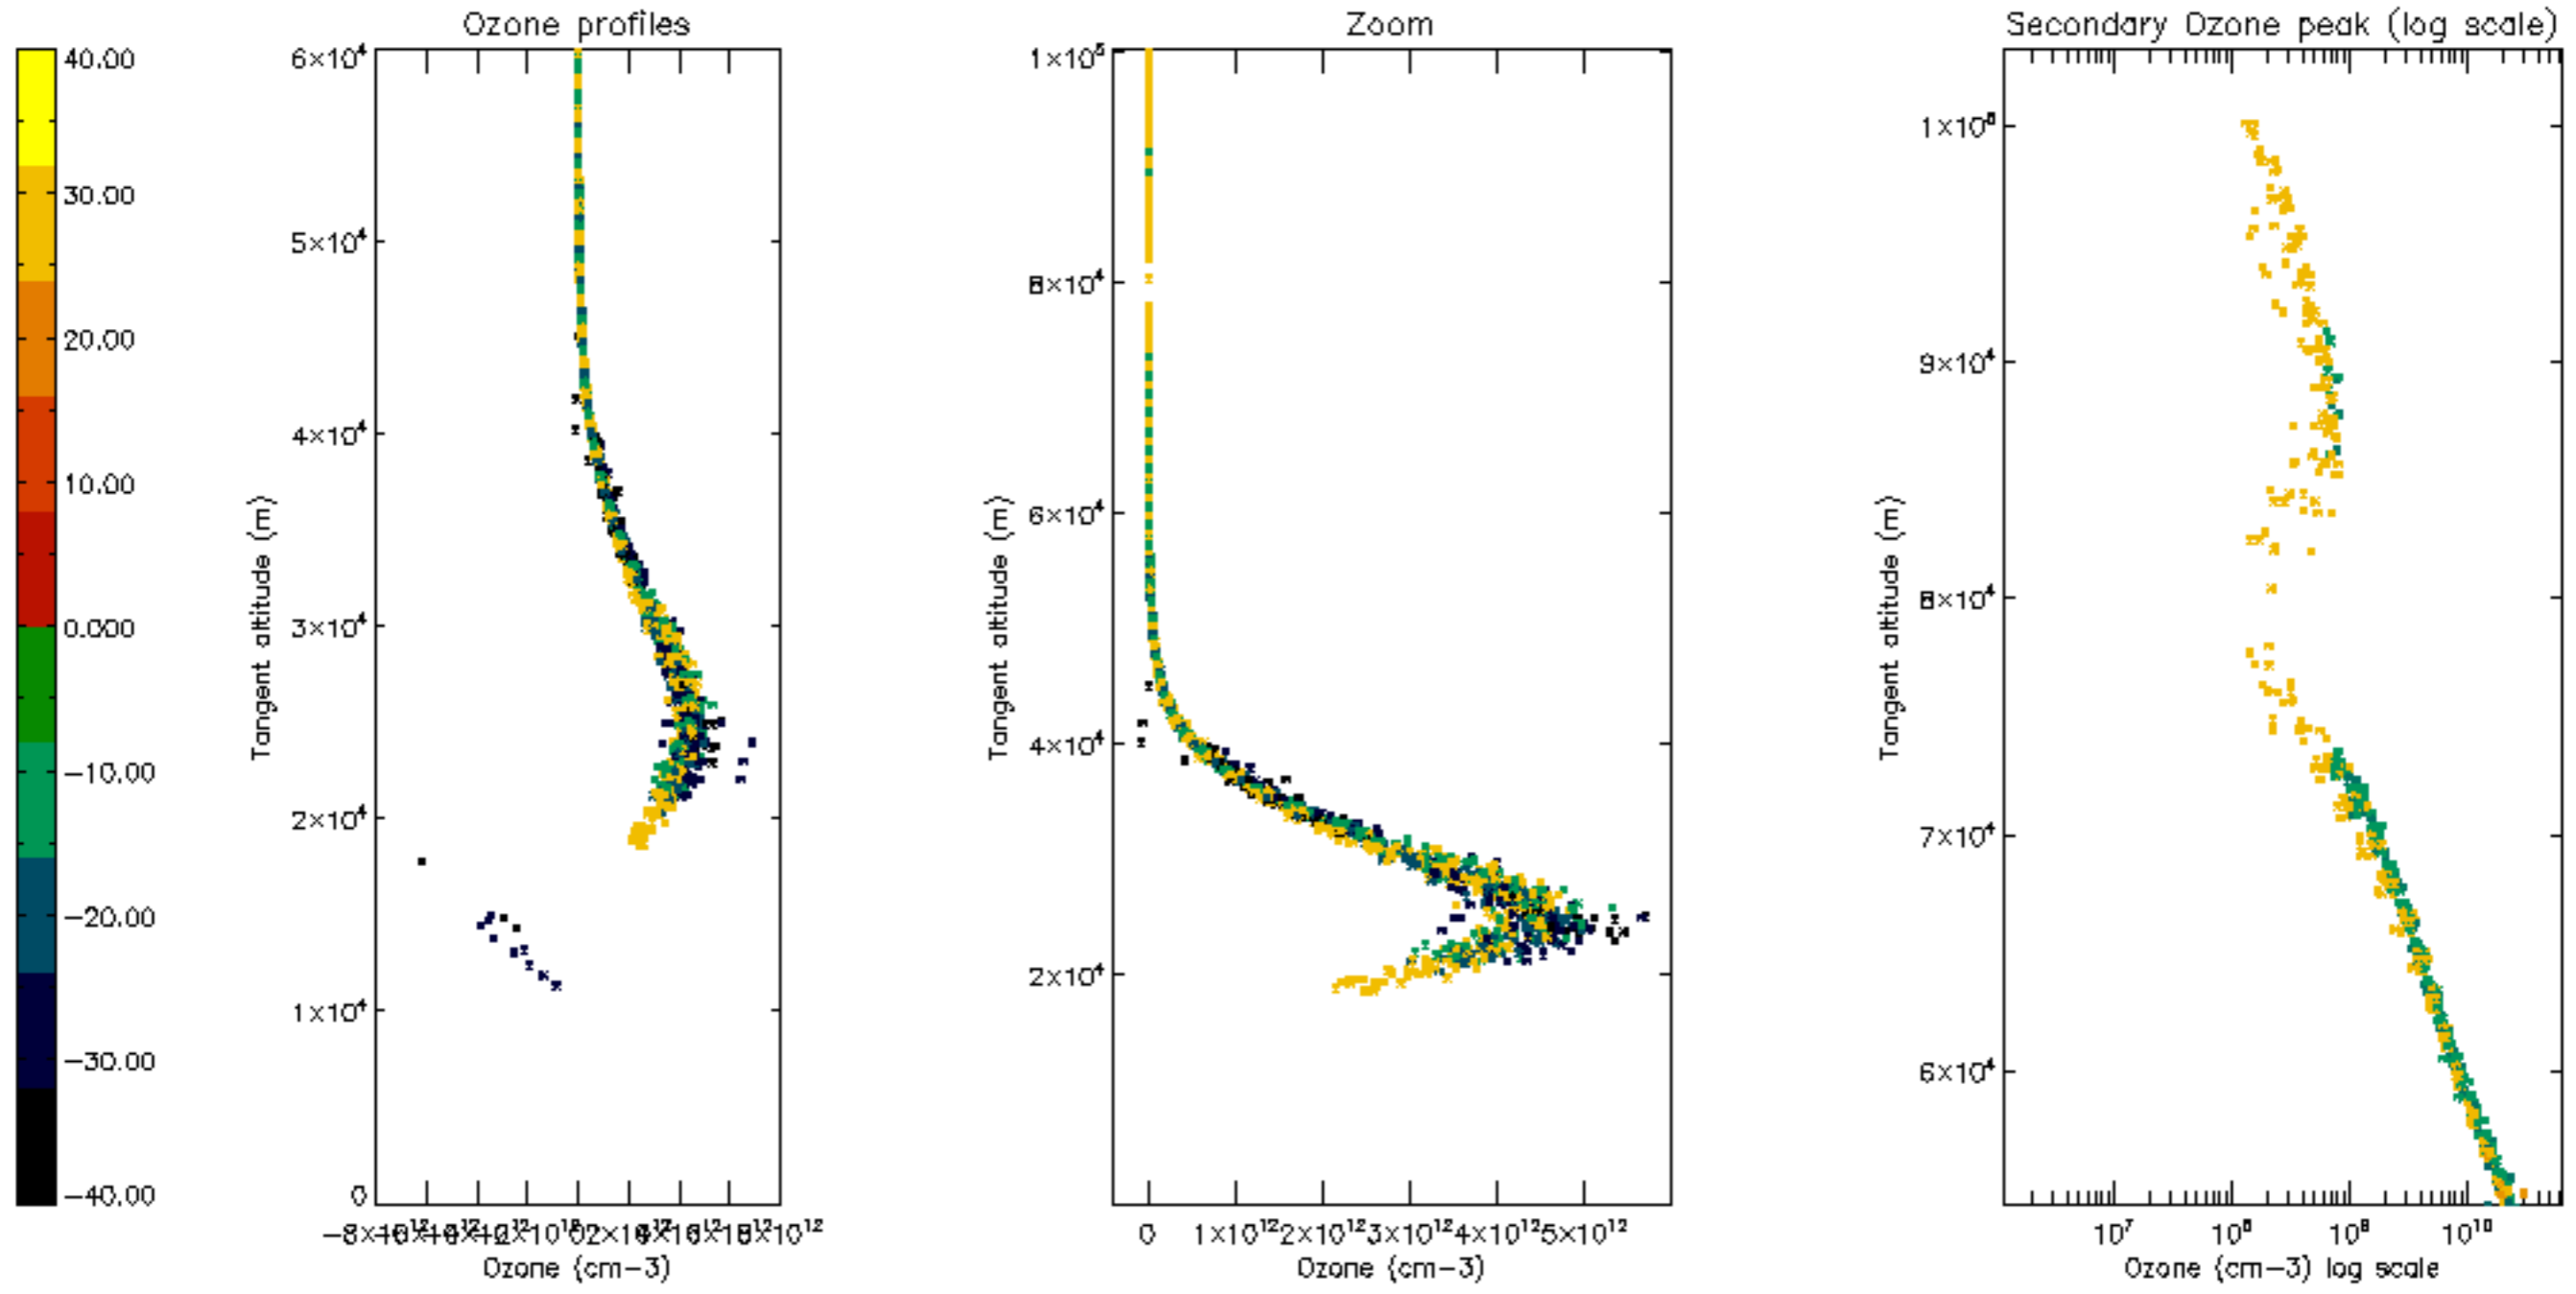 Ozone profiles
Zoom
Secondary Ozone peak (log scale)
40.00
30.00
20.00
10.00
0.000
−10.00
−20.00
−30.00
−40.00
6×10⁴
5×10⁴
4×10⁴
3×10⁴
2×10⁴
1×10⁴
0
Tangent altitude (m)
Ozone (cm−3)
1×10⁵
8×10⁴
6×10⁴
4×10⁴
2×10⁴
Tangent altitude (m)
0 1×10¹² 2×10¹² 3×10¹² 4×10¹² 5×10¹²
Ozone (cm−3)
1×10⁵
9×10⁴
8×10⁴
7×10⁴
6×10⁴
Tangent altitude (m)
10⁷ 10⁸ 10⁹ 10¹⁰
Ozone (cm−3) log scale